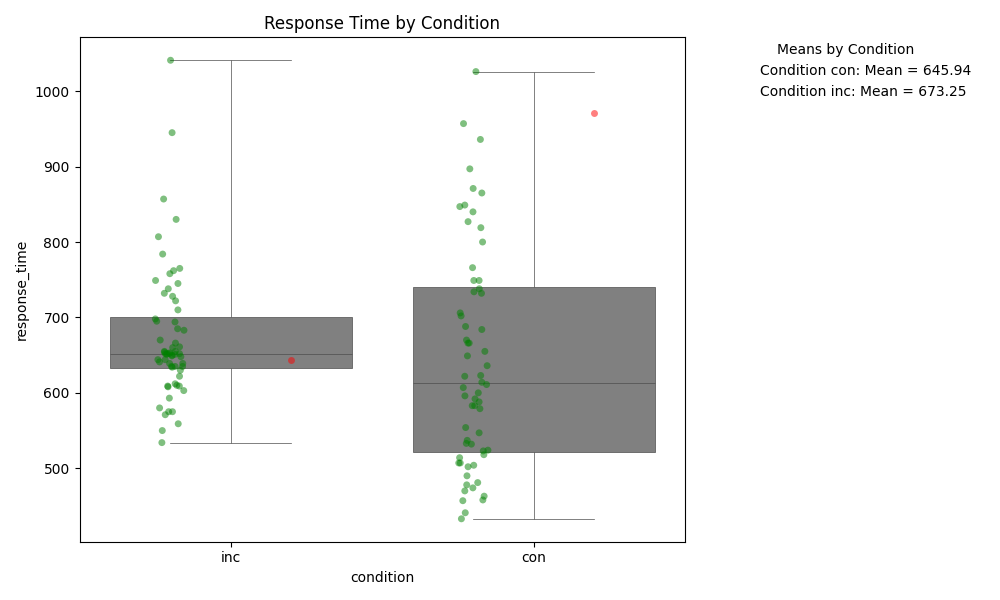 Response Time by Condition
Means by Condition
Condition con: Mean = 645.94
Condition inc: Mean = 673.25
response_time
1000
900
800
700
600
500
inc
con
condition